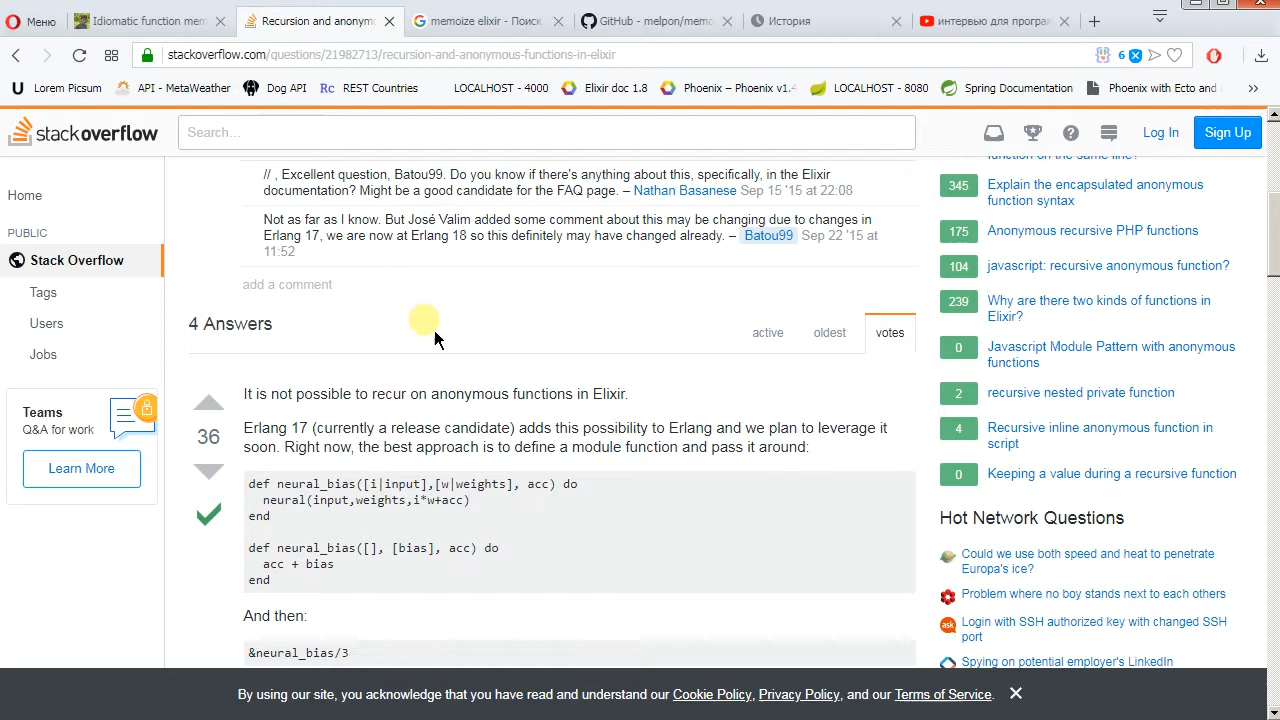 Меню
Idiomatic function mem
Recursion and anonym
memoize elixir - Поиск
GitHub - melpon/memo
История
интервью для програм
stackoverflow.com/questions/21982713/recursion-and-anonymous-functions-in-elixir
6
Lorem Picsum
API - MetaWeather
Dog API
Rc REST Countries
LOCALHOST - 4000
Elixir doc 1.8
Phoenix – Phoenix v1.4
LOCALHOST - 8080
Spring Documentation
Phoenix with Ecto and
stackoverflow
Search...
Log In
Sign Up
Home
PUBLIC
Stack Overflow
Tags
Users
Jobs
Teams
Q&A for work
Learn More
// , Excellent question, Batou99. Do you know if there's anything about this, specifically, in the Elixir
documentation? Might be a good candidate for the FAQ page. – Nathan Basanese Sep 15 '15 at 22:08
Not as far as I know. But José Valim added some comment about this may be changing due to changes in
Erlang 17, we are now at Erlang 18 so this definitely may have changed already. – Batou99 Sep 22 '15 at
11:52
add a comment
4 Answers
active
oldest
votes
36
It is not possible to recur on anonymous functions in Elixir.
Erlang 17 (currently a release candidate) adds this possibility to Erlang and we plan to leverage it
soon. Right now, the best approach is to define a module function and pass it around:
def neural_bias([i|input],[w|weights], acc) do
neural(input,weights,i*w+acc)
end
def neural_bias([], [bias], acc) do
acc + bias
end
And then:
&neural_bias/3
function on the same line?
345 Explain the encapsulated anonymous
function syntax
175 Anonymous recursive PHP functions
104 javascript: recursive anonymous function?
239 Why are there two kinds of functions in
Elixir?
0 Javascript Module Pattern with anonymous
functions
2 recursive nested private function
4 Recursive inline anonymous function in
script
0 Keeping a value during a recursive function
Hot Network Questions
Could we use both speed and heat to penetrate
Europa's ice?
Problem where no boy stands next to each others
ask Login with SSH authorized key with changed SSH
port
Spying on potential employer's LinkedIn
By using our site, you acknowledge that you have read and understand our Cookie Policy, Privacy Policy, and our Terms of Service.